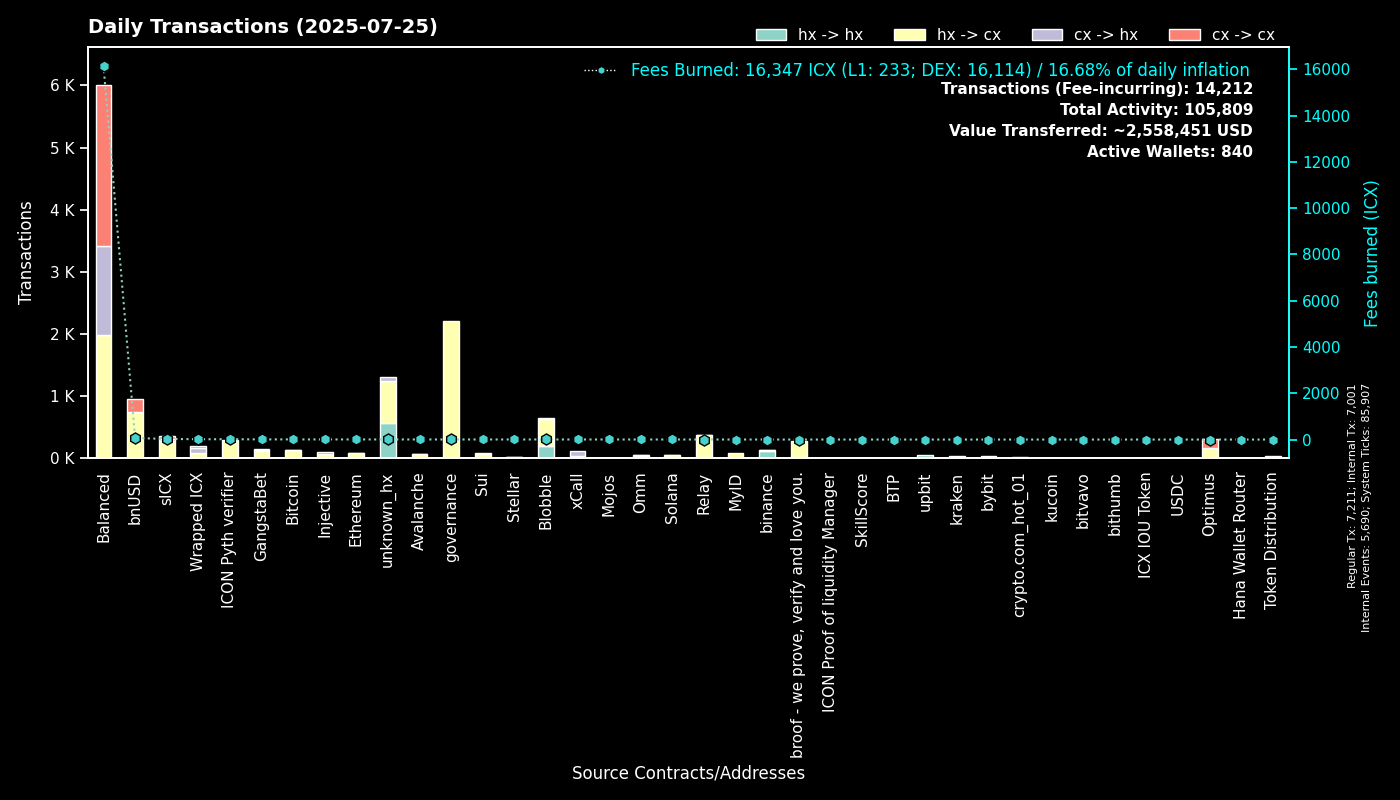 Daily Transactions (2025-07-25)
hx -> hx
hx -> cx
cx -> hx
cx -> cx
Fees Burned: 16,347 ICX (L1: 233; DEX: 16,114) / 16.68% of daily inflation
Transactions (Fee-incurring): 14,212
Total Activity: 105,809
Value Transferred: ~2,558,451 USD
Active Wallets: 840
Transactions
6 K
5 K
4 K
3 K
2 K
1 K
0 K
16000
14000
12000
10000
8000
6000
4000
2000
0
Fees burned (ICX)
Regular Tx: 7,211; Internal Tx: 7,001
Internal Events: 5,690; System Ticks: 85,907
Balanced
bnUSD
sICX
Wrapped ICX
ICON Pyth verifier
GangstaBet
Bitcoin
Injective
Ethereum
unknown_hx
Avalanche
governance
Sui
Stellar
Blobble
xCall
Mojos
Omm
Solana
Relay
MyID
binance
broof - we prove, verify and love you.
ICON Proof of liquidity Manager
SkillScore
BTP
upbit
kraken
bybit
crypto.com_hot_01
kucoin
bitvavo
bithumb
ICX IOU Token
USDC
Optimus
Hana Wallet Router
Token Distribution
Source Contracts/Addresses